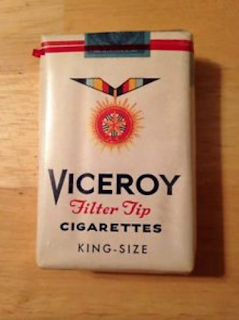 VICEROY
Filter Tip
CIGARETTES
KING-SIZE